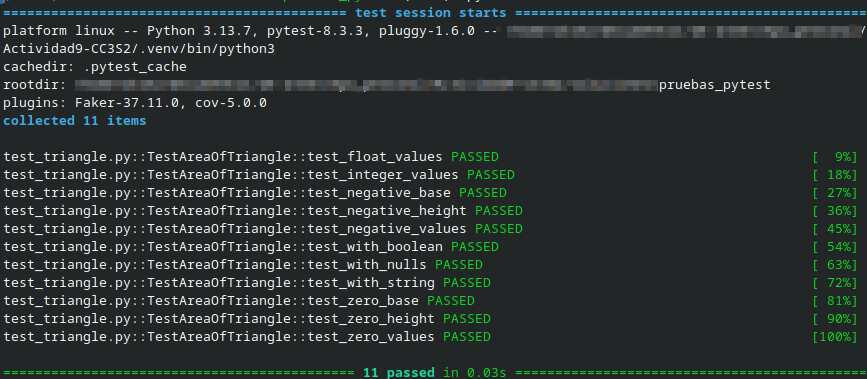 ========================================== test session starts ===========================================
platform linux -- Python 3.13.7, pytest-8.3.3, pluggy-1.6.0 -- /
Actividad9-CC3S2/.venv/bin/python3
cachedir: .pytest_cache
rootdir: pruebas_pytest
plugins: Faker-37.11.0, cov-5.0.0
collected 11 items
test_triangle.py::TestAreaOfTriangle::test_float_values PASSED [  9%]
test_triangle.py::TestAreaOfTriangle::test_integer_values PASSED [ 18%]
test_triangle.py::TestAreaOfTriangle::test_negative_base PASSED [ 27%]
test_triangle.py::TestAreaOfTriangle::test_negative_height PASSED [ 36%]
test_triangle.py::TestAreaOfTriangle::test_negative_values PASSED [ 45%]
test_triangle.py::TestAreaOfTriangle::test_with_boolean PASSED [ 54%]
test_triangle.py::TestAreaOfTriangle::test_with_nulls PASSED [ 63%]
test_triangle.py::TestAreaOfTriangle::test_with_string PASSED [ 72%]
test_triangle.py::TestAreaOfTriangle::test_zero_base PASSED [ 81%]
test_triangle.py::TestAreaOfTriangle::test_zero_height PASSED [ 90%]
test_triangle.py::TestAreaOfTriangle::test_zero_values PASSED [100%]
=========================================== 11 passed in 0.03s ===========================================